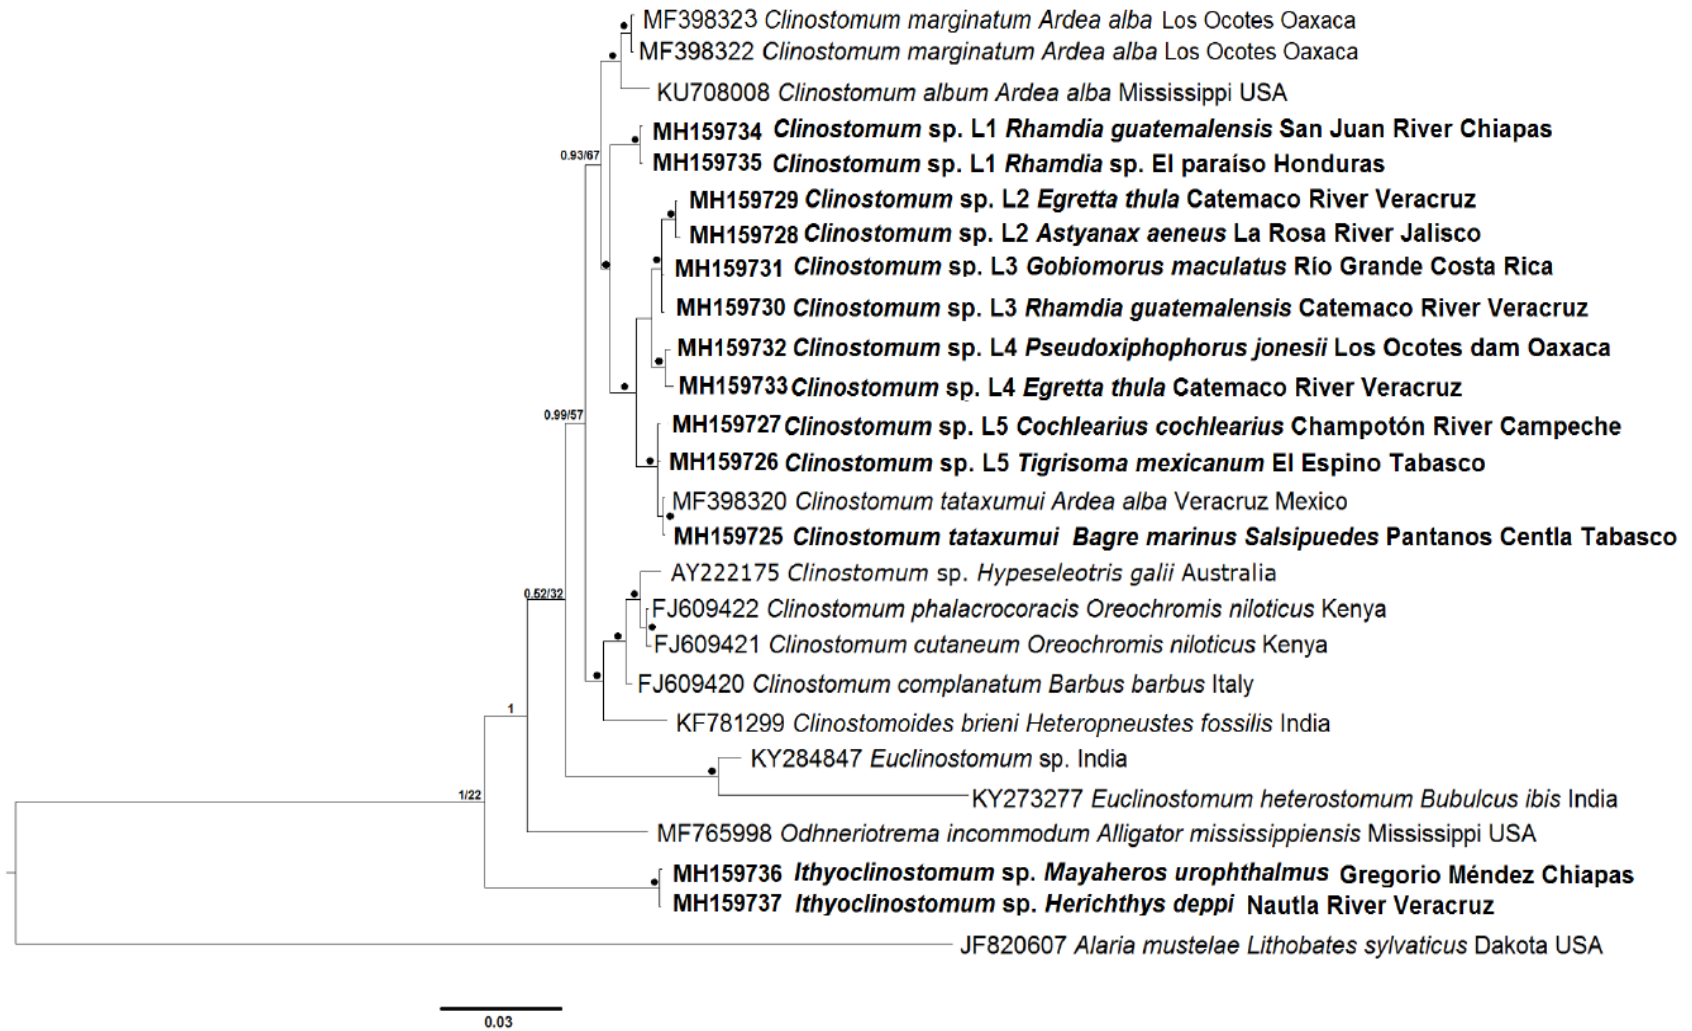 MF398323 Clinostomum marginatum Ardea alba Los Ocotes Oaxaca
MF398322 Clinostomum marginatum Ardea alba Los Ocotes Oaxaca
KU708008 Clinostomum album Ardea alba Mississippi USA
MH159734 Clinostomum sp. L1 Rhamdia guatemalensis San Juan River Chiapas
0.93/67
MH159735 Clinostomum sp. L1 Rhamdia sp. El paraíso Honduras
MH159729 Clinostomum sp. L2 Egretta thula Catemaco River Veracruz
MH159728 Clinostomum sp. L2 Astyanax aeneus La Rosa River Jalisco
MH159731 Clinostomum sp. L3 Gobiomorus maculatus Río Grande Costa Rica
MH159730 Clinostomum sp. L3 Rhamdia guatemalensis Catemaco River Veracruz
MH159732 Clinostomum sp. L4 Pseudoxiphophorus jonesii Los Ocotes dam Oaxaca
MH159733 Clinostomum sp. L4 Egretta thula Catemaco River Veracruz
0.99/57
MH159727 Clinostomum sp. L5 Cochlearius cochlearius Champotón River Campeche
MH159726 Clinostomum sp. L5 Tigrisoma mexicanum El Espino Tabasco
MF398320 Clinostomum tataxumui Ardea alba Veracruz Mexico
MH159725 Clinostomum tataxumui Bagre marinus Salsipuedes Pantanos Centla Tabasco
AY222175 Clinostomum sp. Hypeseleotris galii Australia
0.52/32
FJ609422 Clinostomum phalacrocoracis Oreochromis niloticus Kenya
FJ609421 Clinostomum cutaneum Oreochromis niloticus Kenya
FJ609420 Clinostomum complanatum Barbus barbus Italy
1
KF781299 Clinostomoides brieni Heteropneustes fossilis India
KY284847 Euclinostomum sp. India
1/22
KY273277 Euclinostomum heterostomum Bubulcus ibis India
MF765998 Odhneriotrema incommodum Alligator mississippiensis Mississippi USA
MH159736 Ithyoclinostomum sp. Mayaheros urophthalmus Gregorio Méndez Chiapas
MH159737 Ithyoclinostomum sp. Herichthys deppi Nautla River Veracruz
JF820607 Alaria mustelae Lithobates sylvaticus Dakota USA
0.03